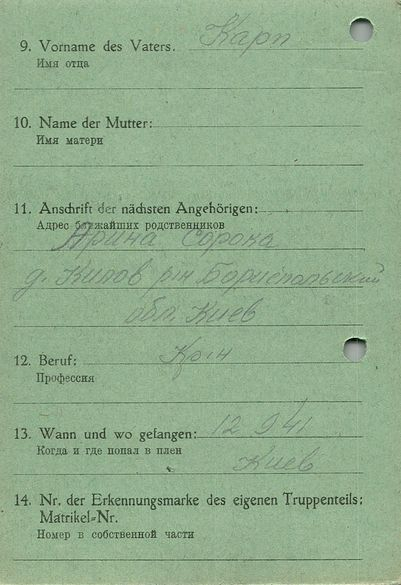 9. Vorname des Vaters. Карп
Имя отца
10. Name der Mutter:
Имя матери
11. Anschrift der nächsten Angehörigen:
Адрес ближайших родственников
Ярина Сорока
д. Кипов р-н Бориспольский
обл. Киев
12. Beruf:
Профессия
13. Wann und wo gefangen: 12 9 41
Когда и где попал в плен
Киев
14. Nr. der Erkennungsmarke des eigenen Truppenteils:
Matrikel-Nr.
Номер в собственной части